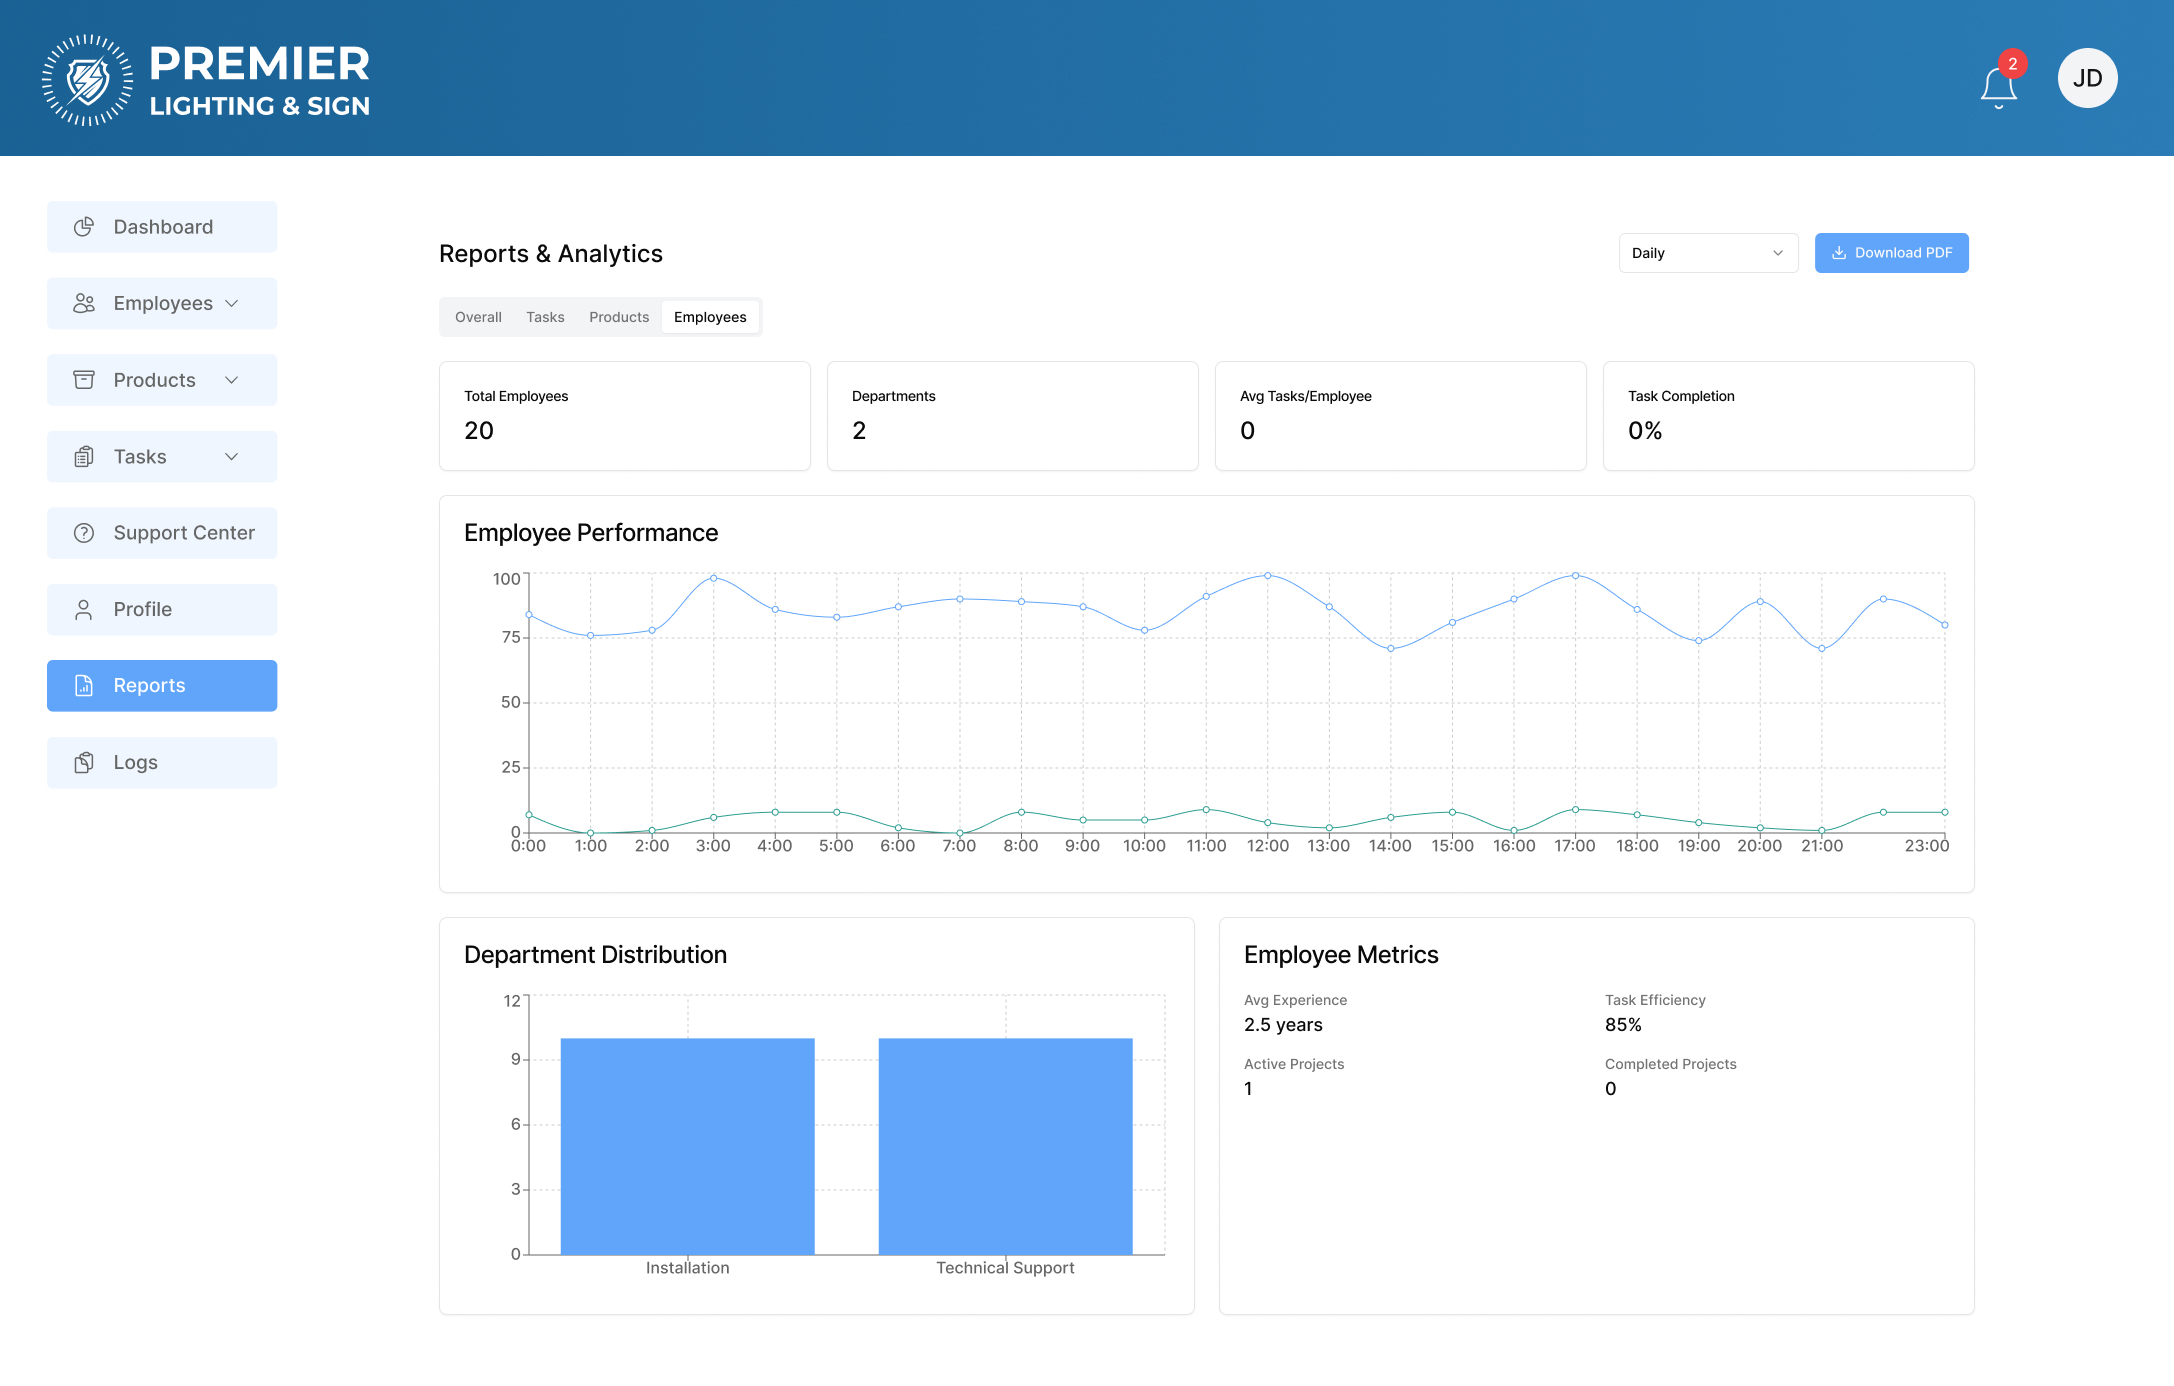 PREMIER
LIGHTING & SIGN
2
JD
Dashboard
Employees
Products
Tasks
Support Center
Profile
Reports
Logs
Reports & Analytics
Daily
Download PDF
Overall Tasks Products Employees
Total Employees
20
Departments
2
Avg Tasks/Employee
0
Task Completion
0%
Employee Performance
100
75
50
25
0
0:00 1:00 2:00 3:00 4:00 5:00 6:00 7:00 8:00 9:00 10:00 11:00 12:00 13:00 14:00 15:00 16:00 17:00 18:00 19:00 20:00 21:00 23:00
Department Distribution
12
9
6
3
0
Installation Technical Support
Employee Metrics
Avg Experience
2.5 years
Task Efficiency
85%
Active Projects
1
Completed Projects
0